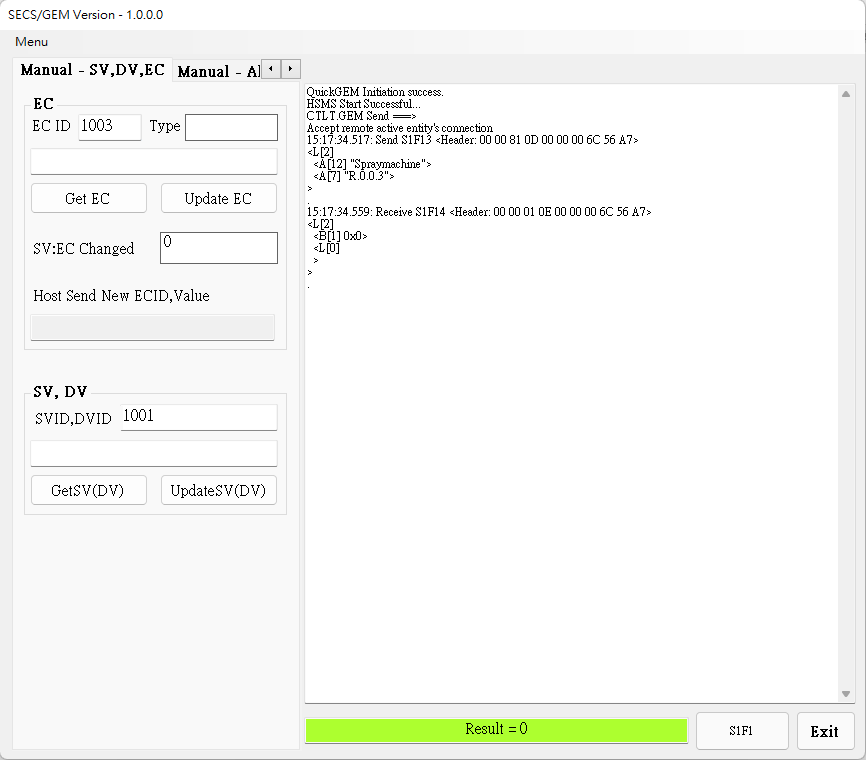 SECS/GEM Version - 1.0.0.0
Menu
Manual - SV,DV,EC
Manual - Al
EC
EC ID 1003 Type
Get EC
Update EC
SV:EC Changed 0
Host Send New ECID,Value
SV, DV
SVID,DVID 1001
GetSV(DV)
UpdateSV(DV)
QuickGEM Initiation success.
HSMS Start Successful...
CTLT.GEM Send ===>
Accept remote active entity's connection
15:17:34.517: Send S1F13 <Header: 00 00 81 0D 00 00 00 6C 56 A7>
<L[2]
<A[12] "Spraymachine">
<A[7] "R.0.0.3">
>
.
15:17:34.559: Receive S1F14 <Header: 00 00 01 0E 00 00 00 6C 56 A7>
<L[2]
<B[1] 0x0>
<L[0]
>
>
.
Result = 0
S1F1
Exit